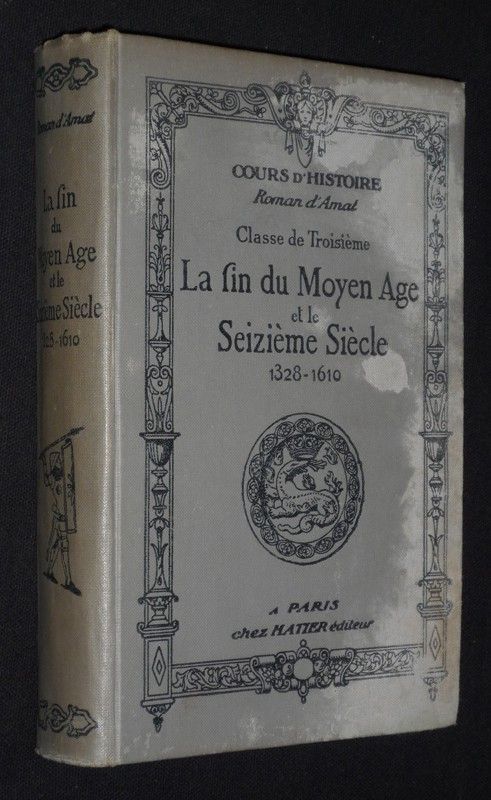 Roman d'Amat
La fin
du
Moyen Age
et le
Seizième Siècle
1328-1610
COURS D'HISTOIRE
Roman d'Amat
Classe de Troisième
La fin du Moyen Age
et le
Seizième Siècle
1328-1610
A PARIS
chez HATIER éditeur